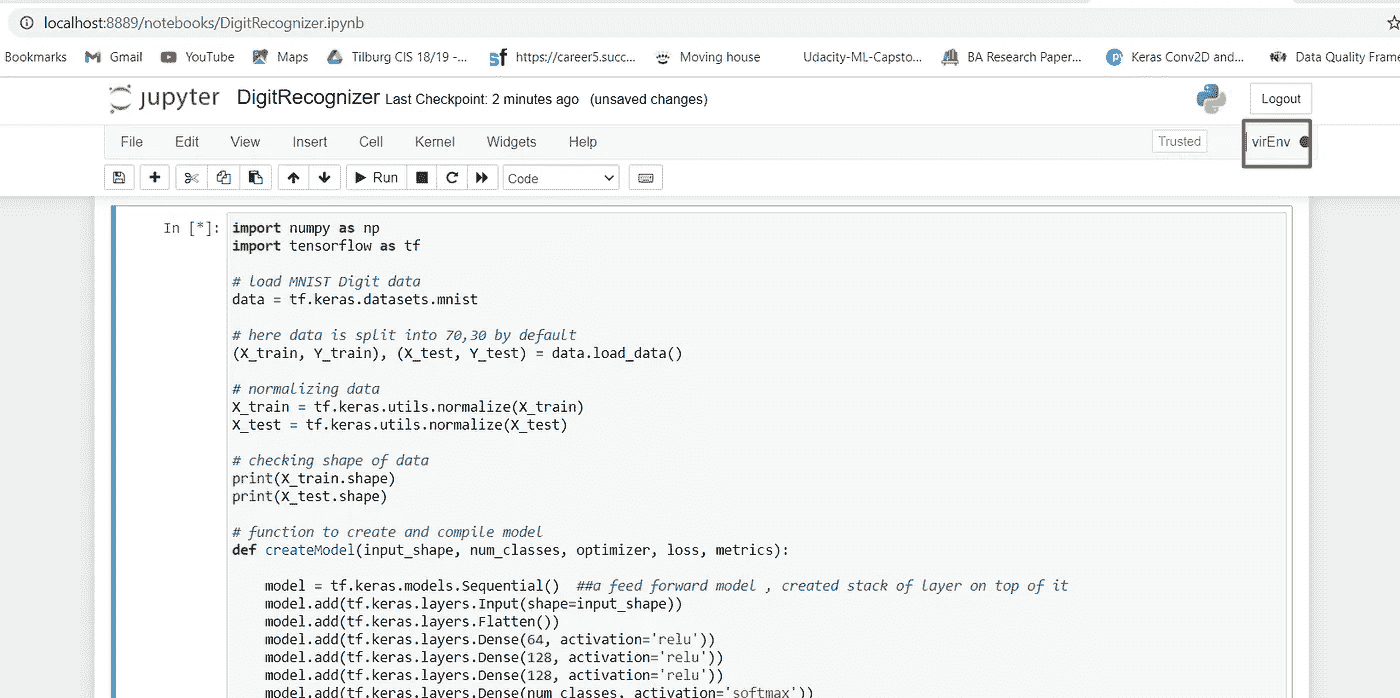 localhost:8889/notebooks/DigitRecognizer.ipynb
Bookmarks Gmail YouTube Maps Tilburg CIS 18/19 -... https://career5.succ... Moving house Udacity-ML-Capsto... BA Research Paper... Keras Conv2D and... Data Quality Frame
jupyter DigitRecognizer Last Checkpoint: 2 minutes ago (unsaved changes) Logout
File Edit View Insert Cell Kernel Widgets Help Trusted virEnv
Run Code
In [*]: import numpy as np
import tensorflow as tf
# load MNIST Digit data
data = tf.keras.datasets.mnist
# here data is split into 70,30 by default
(X_train, Y_train), (X_test, Y_test) = data.load_data()
# normalizing data
X_train = tf.keras.utils.normalize(X_train)
X_test = tf.keras.utils.normalize(X_test)
# checking shape of data
print(X_train.shape)
print(X_test.shape)
# function to create and compile model
def createModel(input_shape, num_classes, optimizer, loss, metrics):
model = tf.keras.models.Sequential() ##a feed forward model , created stack of layer on top of it
model.add(tf.keras.layers.Input(shape=input_shape))
model.add(tf.keras.layers.Flatten())
model.add(tf.keras.layers.Dense(64, activation='relu'))
model.add(tf.keras.layers.Dense(128, activation='relu'))
model.add(tf.keras.layers.Dense(128, activation='relu'))
model.add(tf.keras.layers.Dense(num_classes, activation='softmax'))